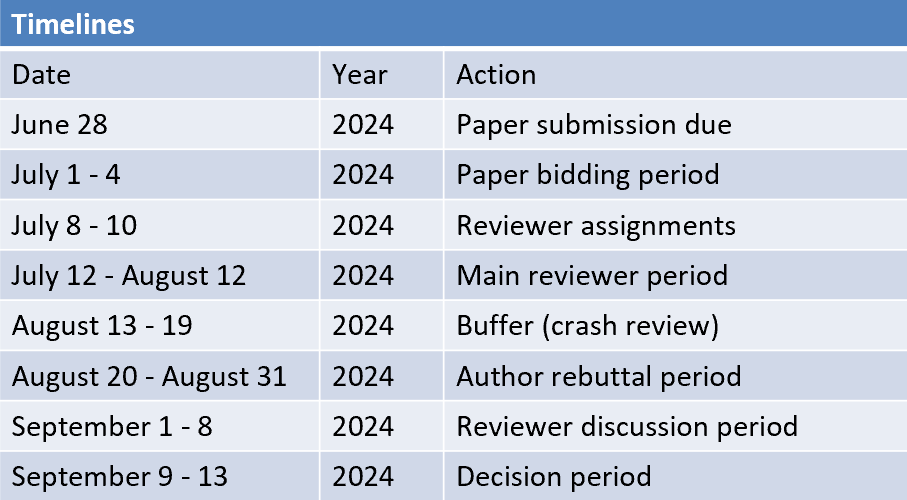 Timelines
Date Year Action
June 28 2024 Paper submission due
July 1 - 4 2024 Paper bidding period
July 8 - 10 2024 Reviewer assignments
July 12 - August 12 2024 Main reviewer period
August 13 - 19 2024 Buffer (crash review)
August 20 - August 31 2024 Author rebuttal period
September 1 - 8 2024 Reviewer discussion period
September 9 - 13 2024 Decision period